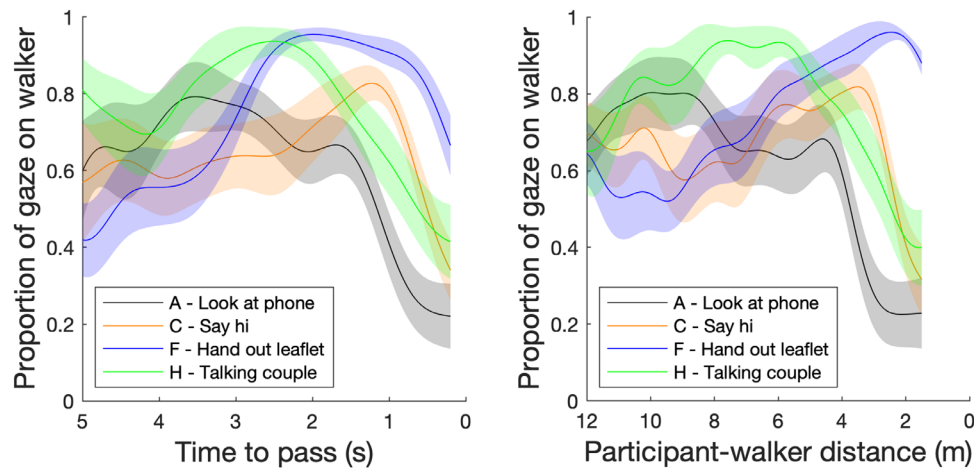 Proportion of gaze on walker
1
0.8
0.6
0.4
0.2
0
A - Look at phone
C - Say hi
F - Hand out leaflet
H - Talking couple
5 4 3 2 1 0
Time to pass (s)
Proportion of gaze on walker
1
0.8
0.6
0.4
0.2
0
A - Look at phone
C - Say hi
F - Hand out leaflet
H - Talking couple
12 10 8 6 4 2 0
Participant-walker distance (m)